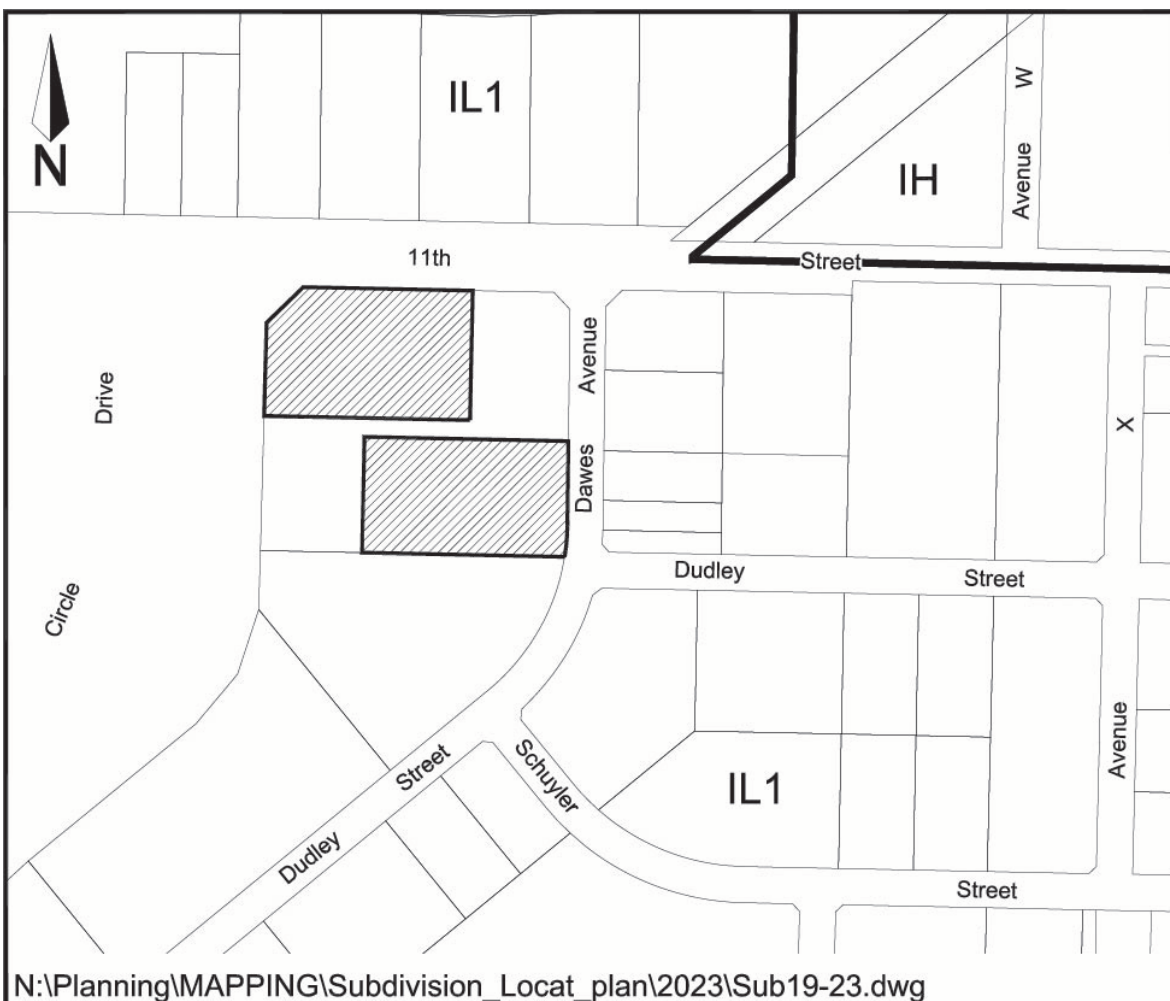 W
IL1
IH
N
Avenue
11th
Street
Avenue
Drive
X
Dawes
Dudley
Street
Circle
Avenue
Schuyler
Street
IL1
Dudley
Street
N:\Planning\MAPPING\Subdivision_Locat_plan\2023\Sub19-23.dwg